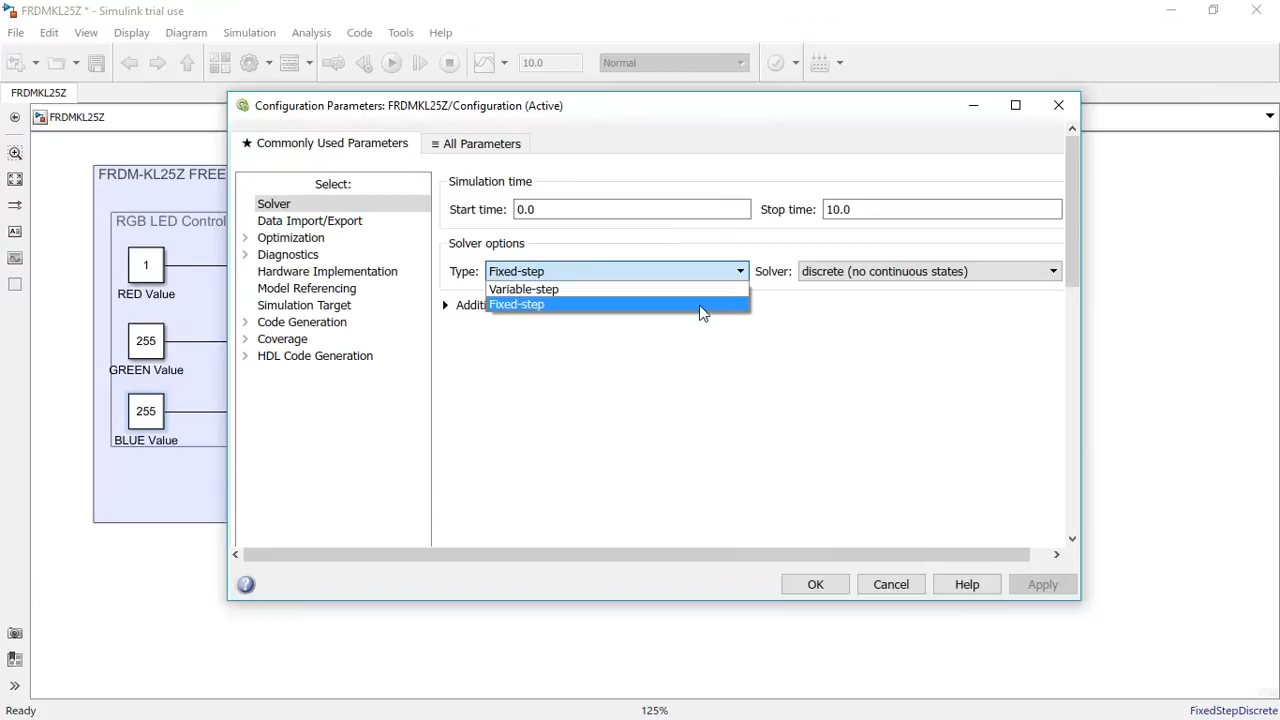 FRDMKL25Z * - Simulink trial use
File Edit View Display Diagram Simulation Analysis Code Tools Help
10.0 Normal
FRDMKL25Z
FRDMKL25Z
Configuration Parameters: FRDMKL25Z/Configuration (Active)
★ Commonly Used Parameters
≡ All Parameters
Select:
Solver
Data Import/Export
Optimization
Diagnostics
Hardware Implementation
Model Referencing
Simulation Target
Code Generation
Coverage
HDL Code Generation
Simulation time
Start time: 0.0 Stop time: 10.0
Solver options
Type: Fixed-step Solver: discrete (no continuous states)
Variable-step
Fixed-step
Additi
OK Cancel Help Apply
FRDM-KL25Z FREE
RGB LED Control
1
RED Value
255
GREEN Value
255
BLUE Value
Ready 125% FixedStepDiscrete